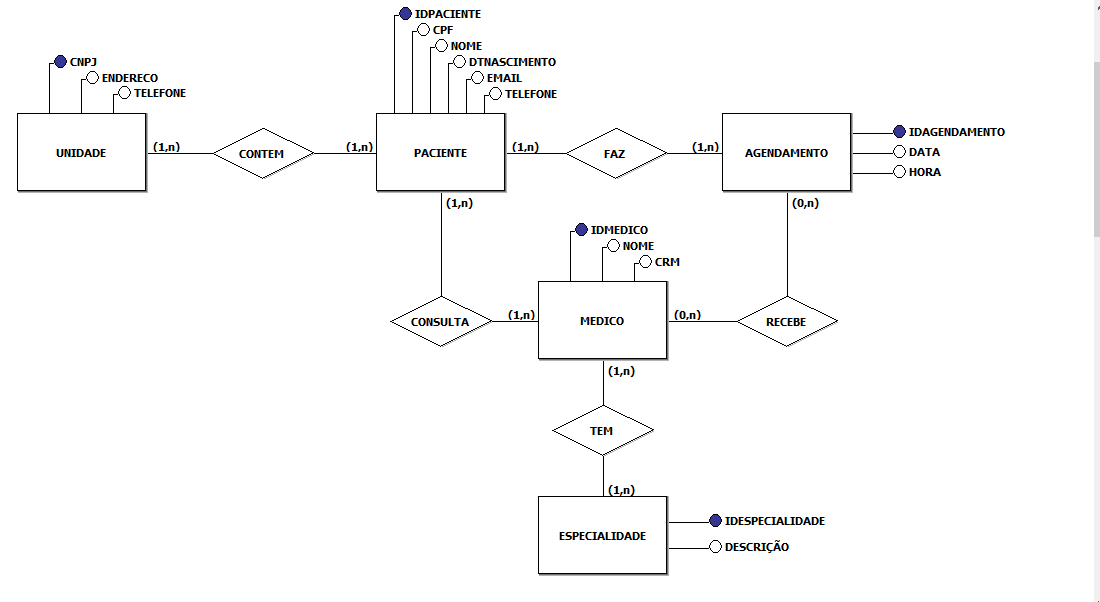 IDPACIENTE
CPF
NOME
DTNASCIMENTO
EMAIL
TELEFONE
CNPJ
ENDERECO
TELEFONE
UNIDADE
(1,n)
CONTEM
(1,n)
PACIENTE
(1,n)
FAZ
(1,n)
AGENDAMENTO
IDAGENDAMENTO
DATA
HORA
(1,n)
(0,n)
IDMEDICO
NOME
CRM
CONSULTA
(1,n)
MEDICO
(0,n)
RECEBE
(1,n)
TEM
(1,n)
ESPECIALIDADE
IDESPECIALIDADE
DESCRIÇÃO